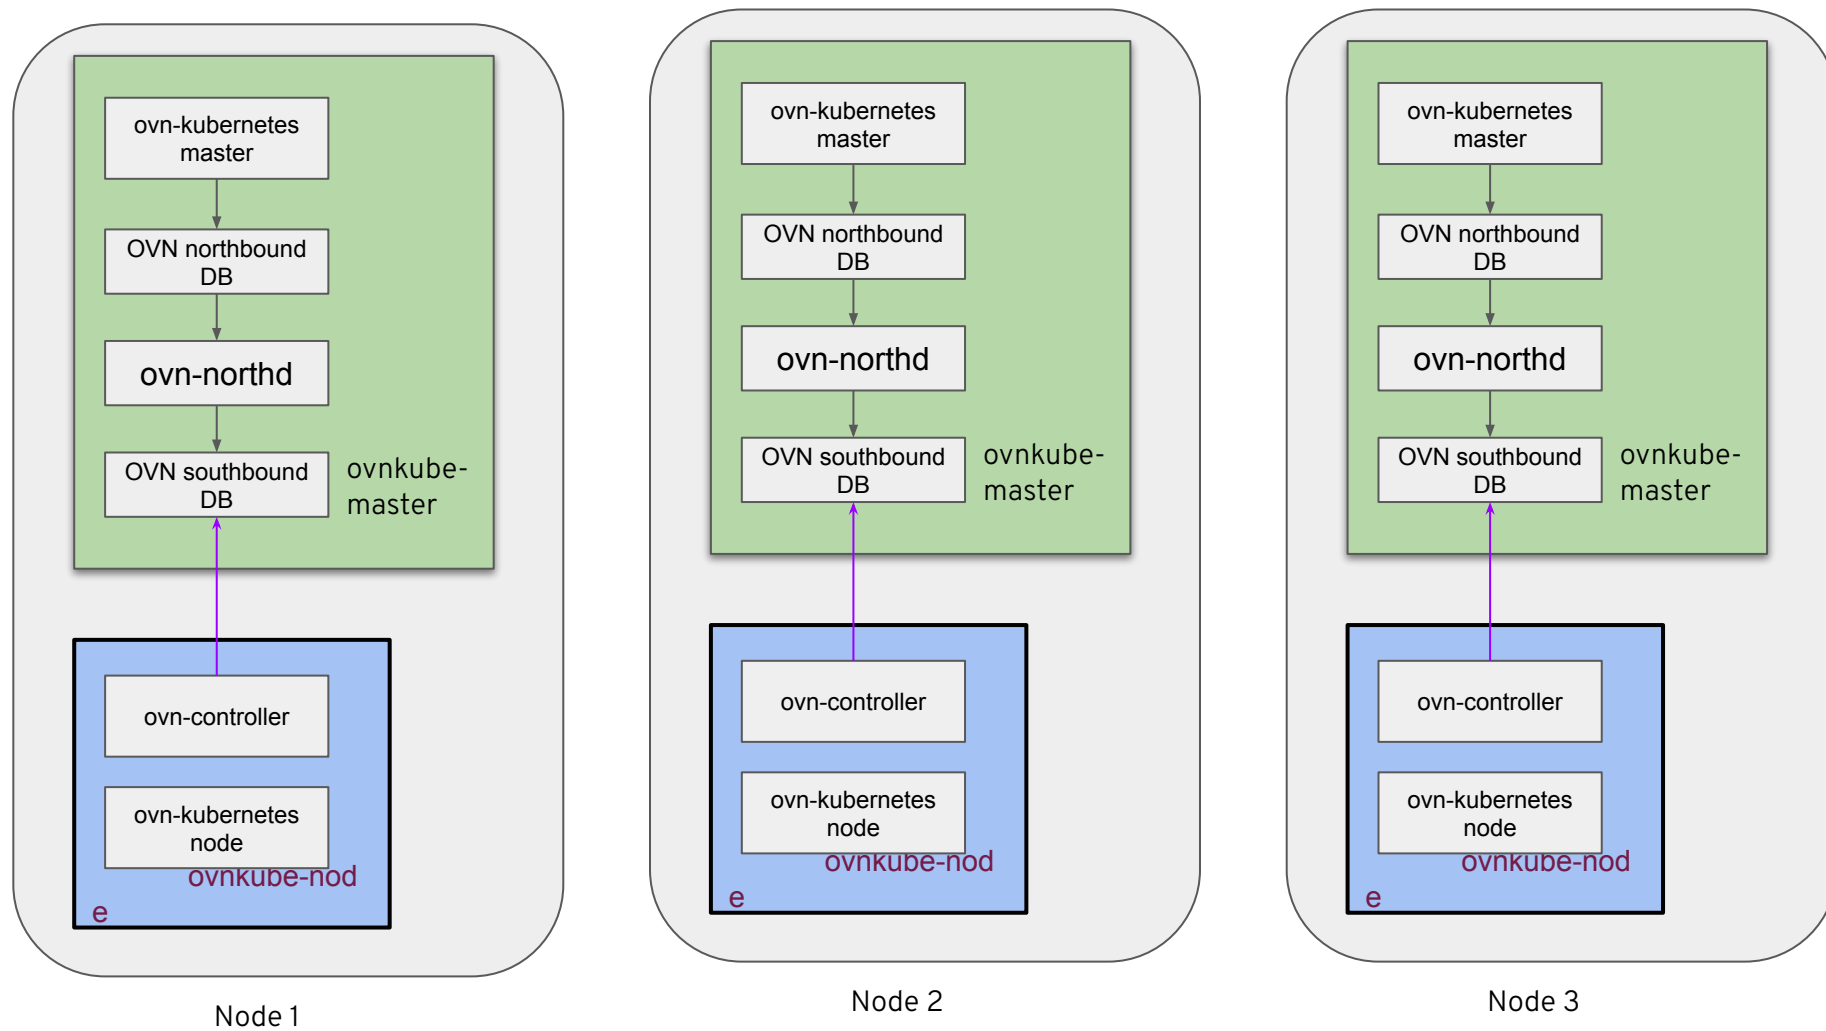 ovn-kubernetes
master
OVN northbound
DB
ovn-northd
OVN southbound
DB
ovnkube-
master
ovn-controller
ovn-kubernetes
node
ovnkube-nod
e
Node 1
ovn-kubernetes
master
OVN northbound
DB
ovn-northd
OVN southbound
DB
ovnkube-
master
ovn-controller
ovn-kubernetes
node
ovnkube-nod
e
Node 2
ovn-kubernetes
master
OVN northbound
DB
ovn-northd
OVN southbound
DB
ovnkube-
master
ovn-controller
ovn-kubernetes
node
ovnkube-nod
e
Node 3